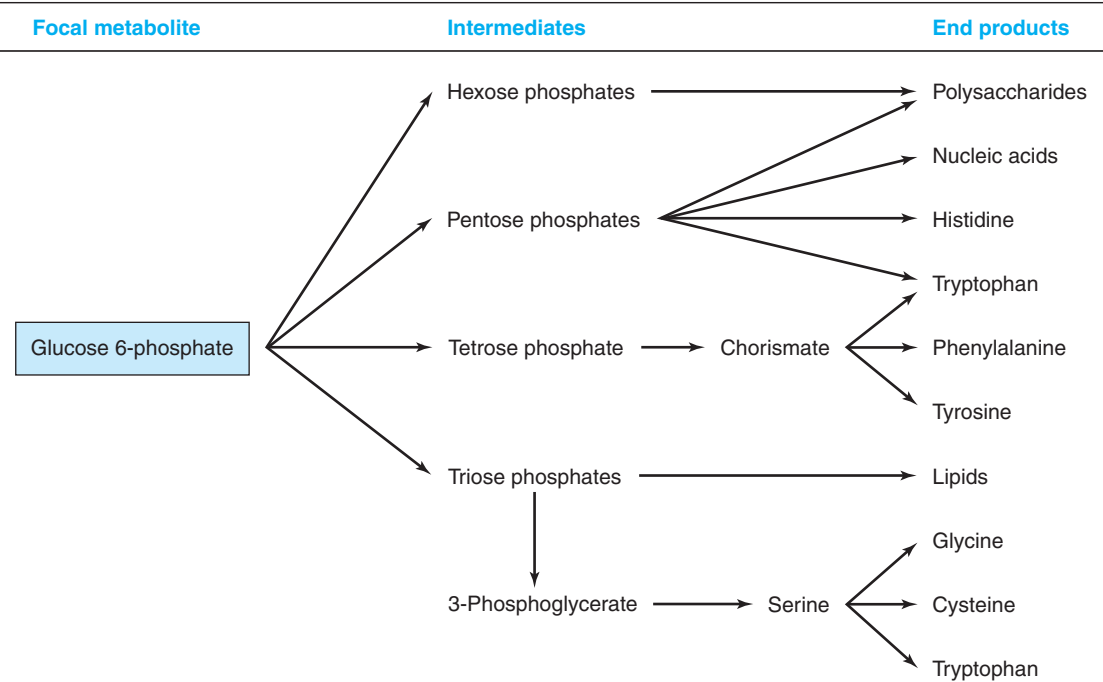 Focal metabolite Intermediates End products
Hexose phosphates Polysaccharides
Nucleic acids
Pentose phosphates Histidine
Tryptophan
Glucose 6-phosphate Tetrose phosphate Chorismate Phenylalanine
Tyrosine
Triose phosphates Lipids
Glycine
3-Phosphoglycerate Serine Cysteine
Tryptophan